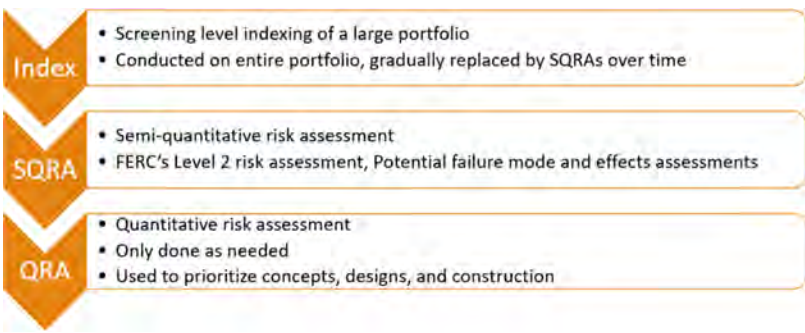 Index
• Screening level indexing of a large portfolio
• Conducted on entire portfolio, gradually replaced by SQRAs over time
SQRA
• Semi-quantitative risk assessment
• FERC's Level 2 risk assessment, Potential failure mode and effects assessments
QRA
• Quantitative risk assessment
• Only done as needed
• Used to prioritize concepts, designs, and construction